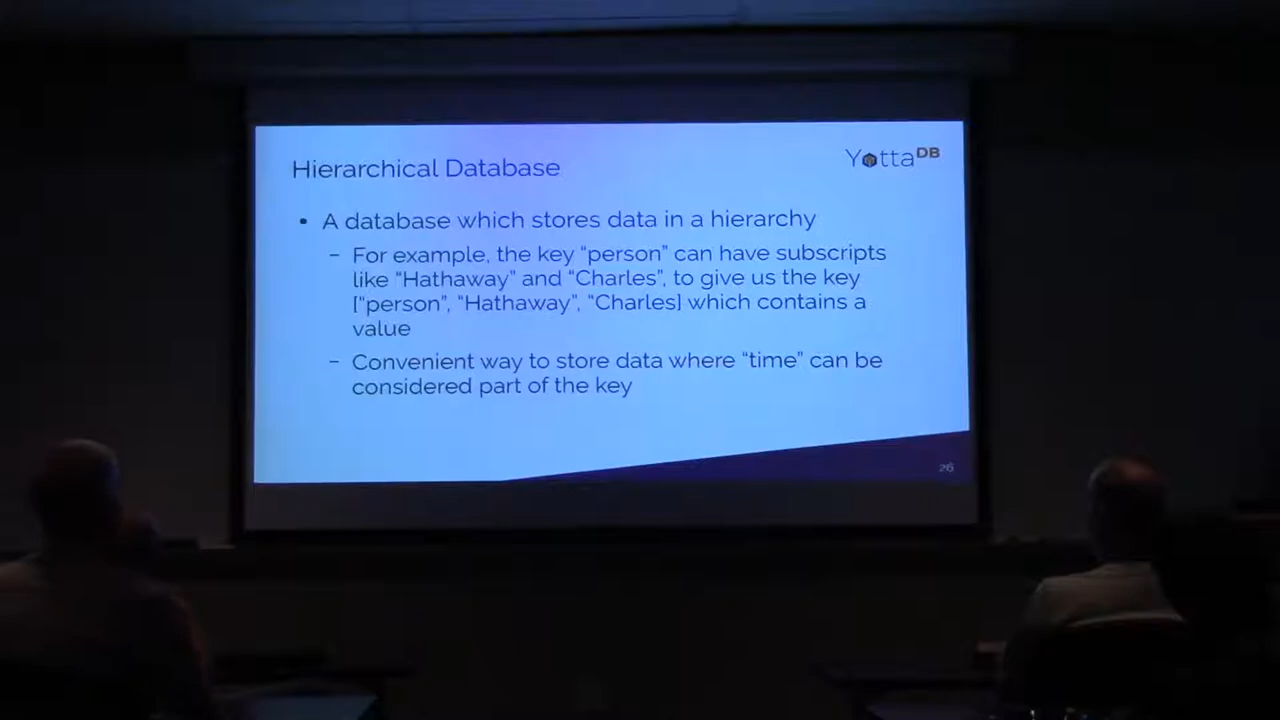 Hierarchical Database
YottaDB
• A database which stores data in a hierarchy
– For example, the key “person” can have subscripts
like “Hathaway” and “Charles”, to give us the key
[“person”, “Hathaway”, “Charles] which contains a
value
– Convenient way to store data where “time” can be
considered part of the key
26